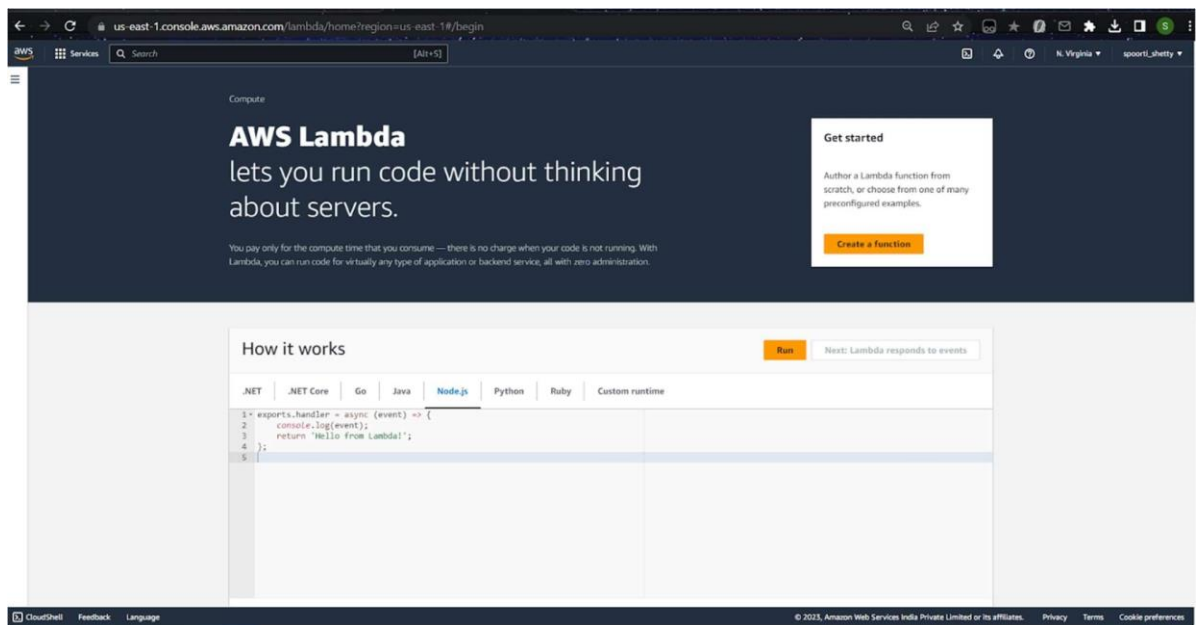 us-east-1.console.aws.amazon.com/lambda/home?region=us-east-1#/begin
S
aws
Services
Search
[Alt+S]
N. Virginia
spoorti_shetty
Compute
AWS Lambda
lets you run code without thinking
about servers.
You pay only for the compute time that you consume — there is no charge when your code is not running. With
Lambda, you can run code for virtually any type of application or backend service, all with zero administration.
Get started
Author a Lambda function from
scratch, or choose from one of many
preconfigured examples.
Create a function
How it works
Run
Next: Lambda responds to events
.NET
.NET Core
Go
Java
Node.js
Python
Ruby
Custom runtime
1 exports.handler = async (event) => {
2 console.log(event);
3 return 'Hello from Lambda!';
4 };
5
CloudShell
Feedback
Language
© 2023, Amazon Web Services India Private Limited or its affiliates.
Privacy
Terms
Cookie preferences